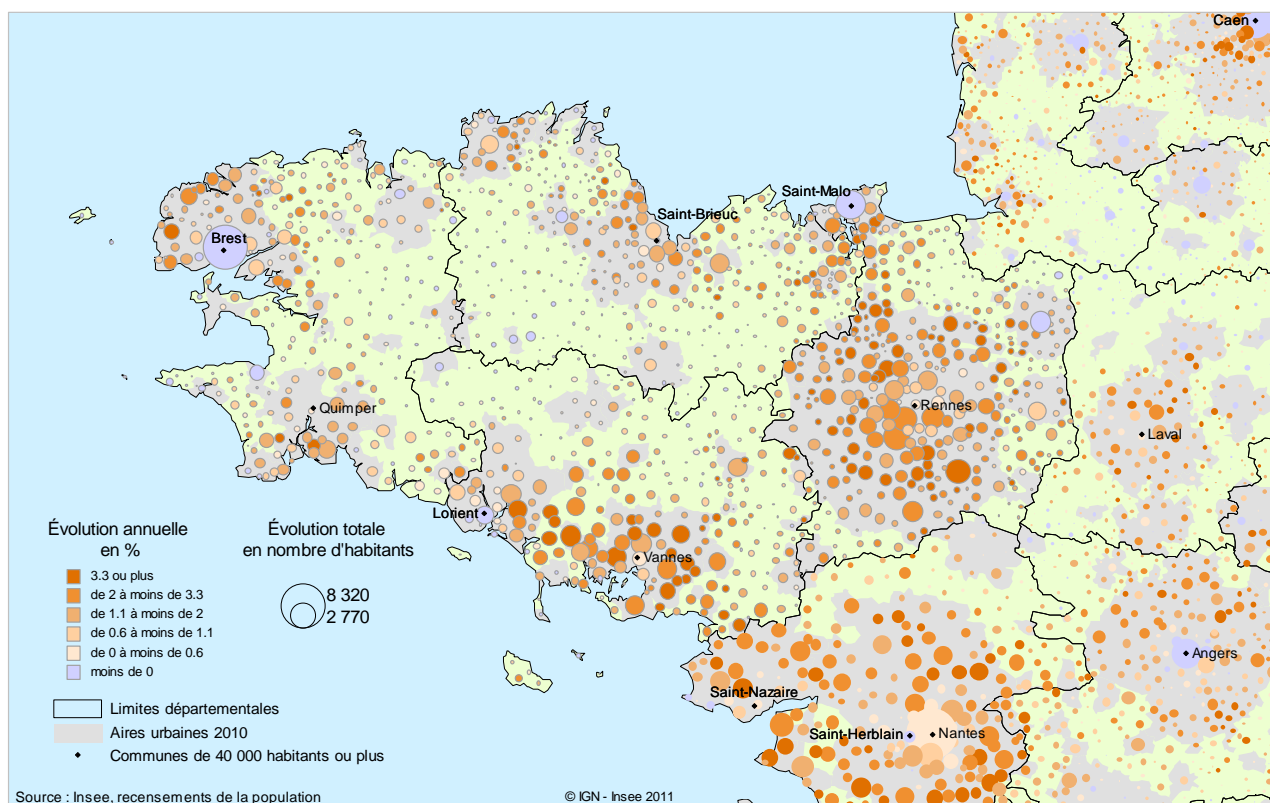 Caen
Saint-Malo
Saint-Brieuc
Brest
Quimper
Rennes
Laval
Lorient
Vannes
Angers
Saint-Nazaire
Saint-Herblain
Nantes
Évolution annuelle
en %
3.3 ou plus
de 2 à moins de 3.3
de 1.1 à moins de 2
de 0.6 à moins de 1.1
de 0 à moins de 0.6
moins de 0
Évolution totale
en nombre d'habitants
8 320
2 770
Limites départementales
Aires urbaines 2010
Communes de 40 000 habitants ou plus
Source : Insee, recensements de la population
© IGN - Insee 2011